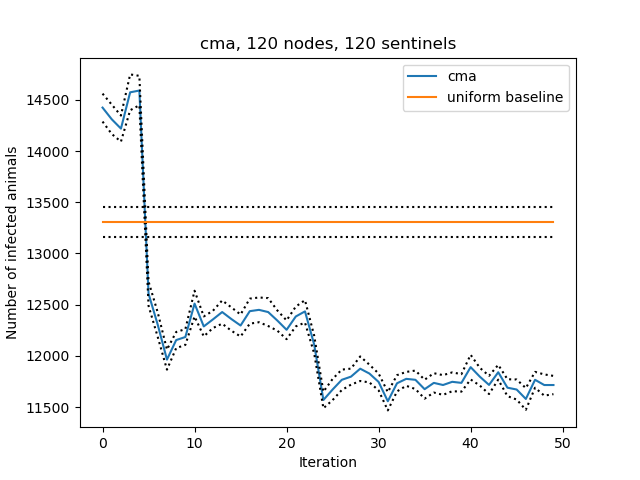 cma, 120 nodes, 120 sentinels
cma
uniform baseline
Number of infected animals
14500
14000
13500
13000
12500
12000
11500
0 10 20 30 40 50
Iteration